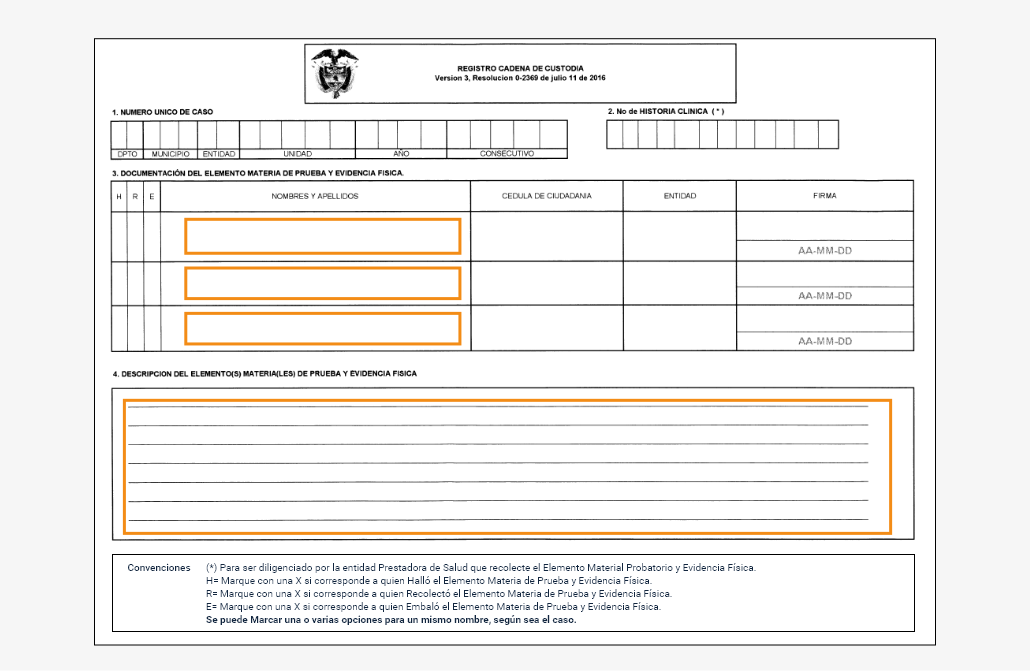 REGISTRO CADENA DE CUSTODIA
Version 3, Resolucion 0-2369 de julio 11 de 2016
1. NUMERO UNICO DE CASO
2. No de HISTORIA CLINICA ( * )
DPTO MUNICIPIO ENTIDAD UNIDAD AÑO CONSECUTIVO
3. DOCUMENTACIÓN DEL ELEMENTO MATERIA DE PRUEBA Y EVIDENCIA FISICA.
H R E NOMBRES Y APELLIDOS CEDULA DE CIUDADANIA ENTIDAD FIRMA
AA-MM-DD
AA-MM-DD
AA-MM-DD
4. DESCRIPCION DEL ELEMENTO(S) MATERIA(LES) DE PRUEBA Y EVIDENCIA FISICA
Convenciones (*) Para ser diligenciado por la entidad Prestadora de Salud que recolecte el Elemento Material Probatorio y Evidencia Física.
H= Marque con una X si corresponde a quien Halló el Elemento Materia de Prueba y Evidencia Física.
R= Marque con una X si corresponde a quien Recolectó el Elemento Materia de Prueba y Evidencia Física.
E= Marque con una X si corresponde a quien Embaló el Elemento Materia de Prueba y Evidencia Física.
Se puede Marcar una o varias opciones para un mismo nombre, según sea el caso.